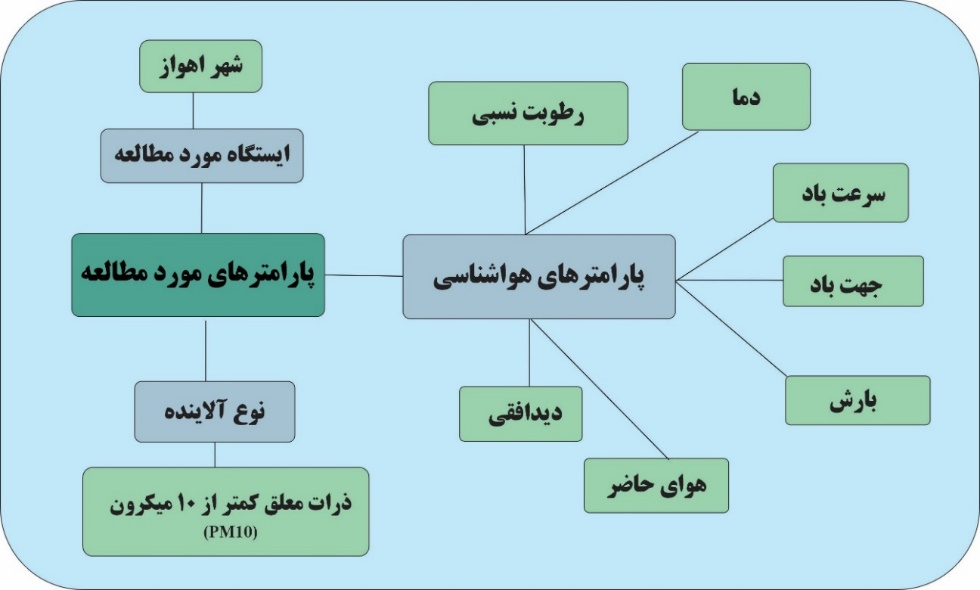 شهر اهواز
ایستگاه مورد مطالعه
پارامترهای مورد مطالعه
نوع آلاینده
ذرات معلق کمتر از ۱۰ میکرون
(PM10)
پارامترهای هواشناسی
رطوبت نسبی
دما
سرعت باد
جهت باد
بارش
دیدافقی
هوای حاضر